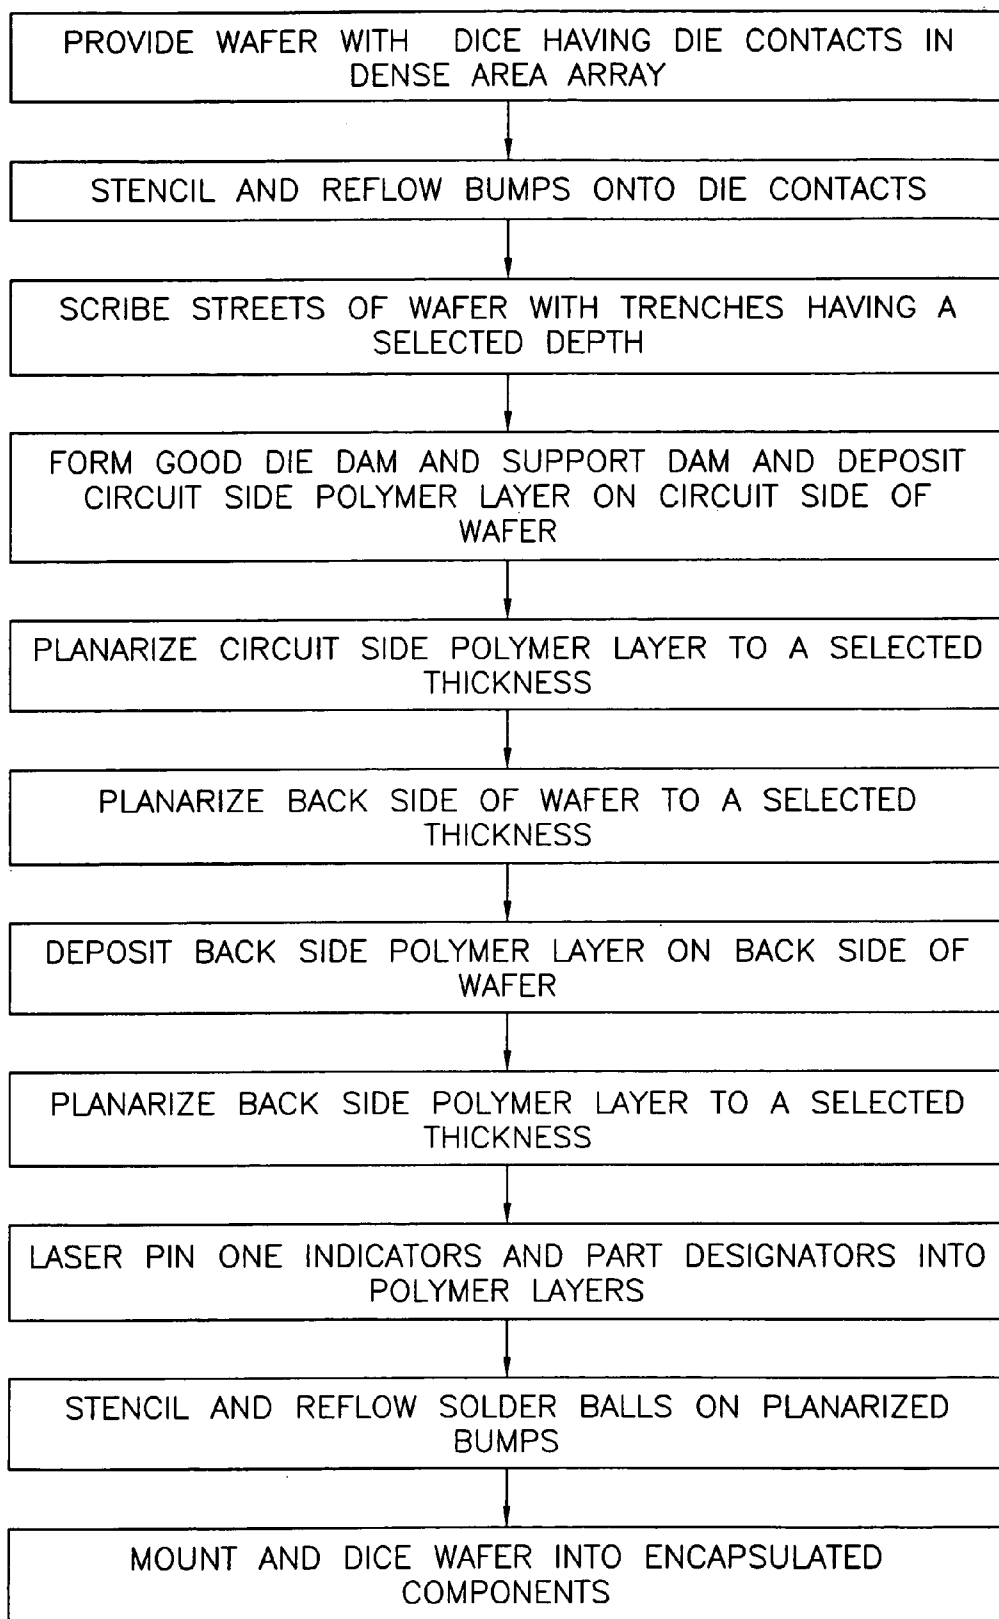 PROVIDE WAFER WITH DICE HAVING DIE CONTACTS IN
DENSE AREA ARRAY
STENCIL AND REFLOW BUMPS ONTO DIE CONTACTS
SCRIBE STREETS OF WAFER WITH TRENCHES HAVING A
SELECTED DEPTH
FORM GOOD DIE DAM AND SUPPORT DAM AND DEPOSIT
CIRCUIT SIDE POLYMER LAYER ON CIRCUIT SIDE OF
WAFER
PLANARIZE CIRCUIT SIDE POLYMER LAYER TO A SELECTED
THICKNESS
PLANARIZE BACK SIDE OF WAFER TO A SELECTED
THICKNESS
DEPOSIT BACK SIDE POLYMER LAYER ON BACK SIDE OF
WAFER
PLANARIZE BACK SIDE POLYMER LAYER TO A SELECTED
THICKNESS
LASER PIN ONE INDICATORS AND PART DESIGNATORS INTO
POLYMER LAYERS
STENCIL AND REFLOW SOLDER BALLS ON PLANARIZED
BUMPS
MOUNT AND DICE WAFER INTO ENCAPSULATED
COMPONENTS